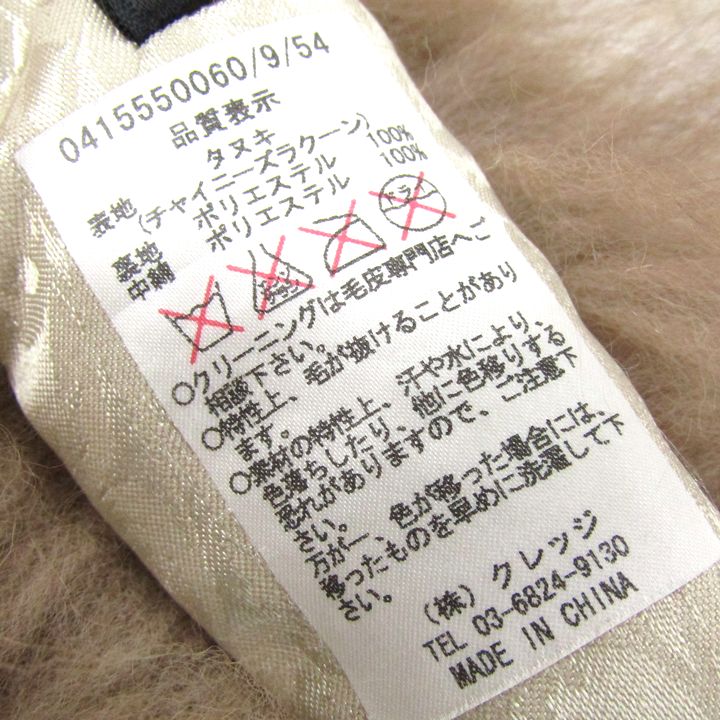 0415550060/9/54
品質表示
表地 タヌキ
(チャイニーズラクーン)
裏地 ポリエステル 100%
中綿 ポリエステル 100%
ドライ
○クリーニングは毛皮専門店へご
相談下さい。
○特性上、毛が抜けることがあり
ます。
○素材の特性上、汗や水により、
色落ちしたり、他に色移りする
恐れがありますので、ご注意下
さい。
万が一、色が移った場合には、
移ったものを早めに洗濯して下
さい。
(株) クレッジ
TEL 03-6824-9130
MADE IN CHINA